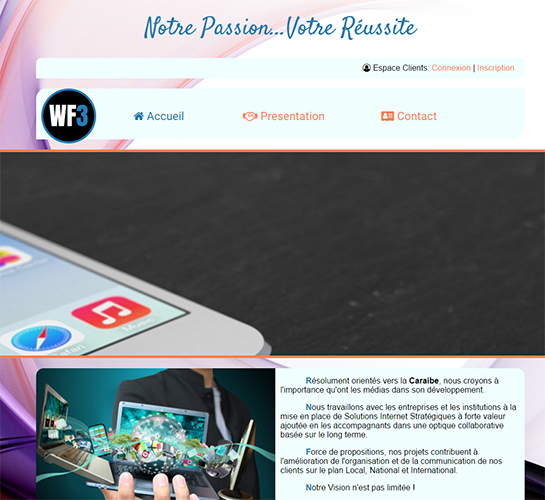 Notre Passion...Votre Réussite
Espace Clients: Connexion | Inscription
WF3
Accueil
Presentation
Contact
Music
Safari
Résolument orientés vers la Caraibe, nous croyons à
l'importance qu'ont les médias dans son développement.
Nous travaillons avec les entreprises et les institutions à la
mise en place de Solutions Internet Stratégiques à forte valeur
ajoutée en les accompagnants dans une optique collaborative
basée sur le long terme.
Force de propositions, nos projets contribuent à
l'amélioration de l'organisation et de la communication de nos
clients sur le plan Local, National et International.
Notre Vision n'est pas limitée !